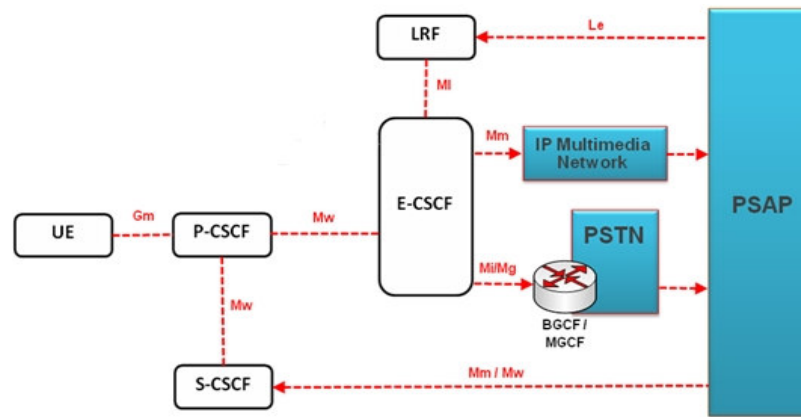 LRF
Le
Ml
E-CSCF
Mm
IP Multimedia
Network
PSAP
UE
Gm
P-CSCF
Mw
Mi/Mg
PSTN
BGCF /
MGCF
Mw
S-CSCF
Mm / Mw